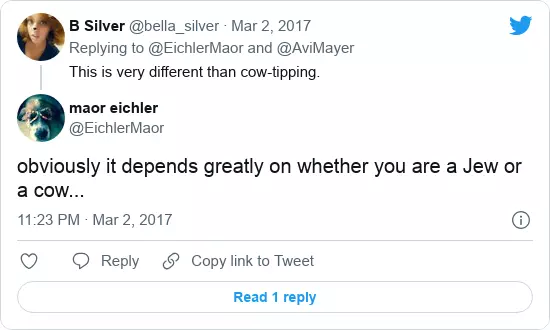 B Silver @bella_silver · Mar 2, 2017
Replying to @EichlerMaor and @AviMayer
This is very different than cow-tipping.
maor eichler
@EichlerMaor
obviously it depends greatly on whether you are a Jew or
a cow...
11:23 PM · Mar 2, 2017
Reply
Copy link to Tweet
Read 1 reply